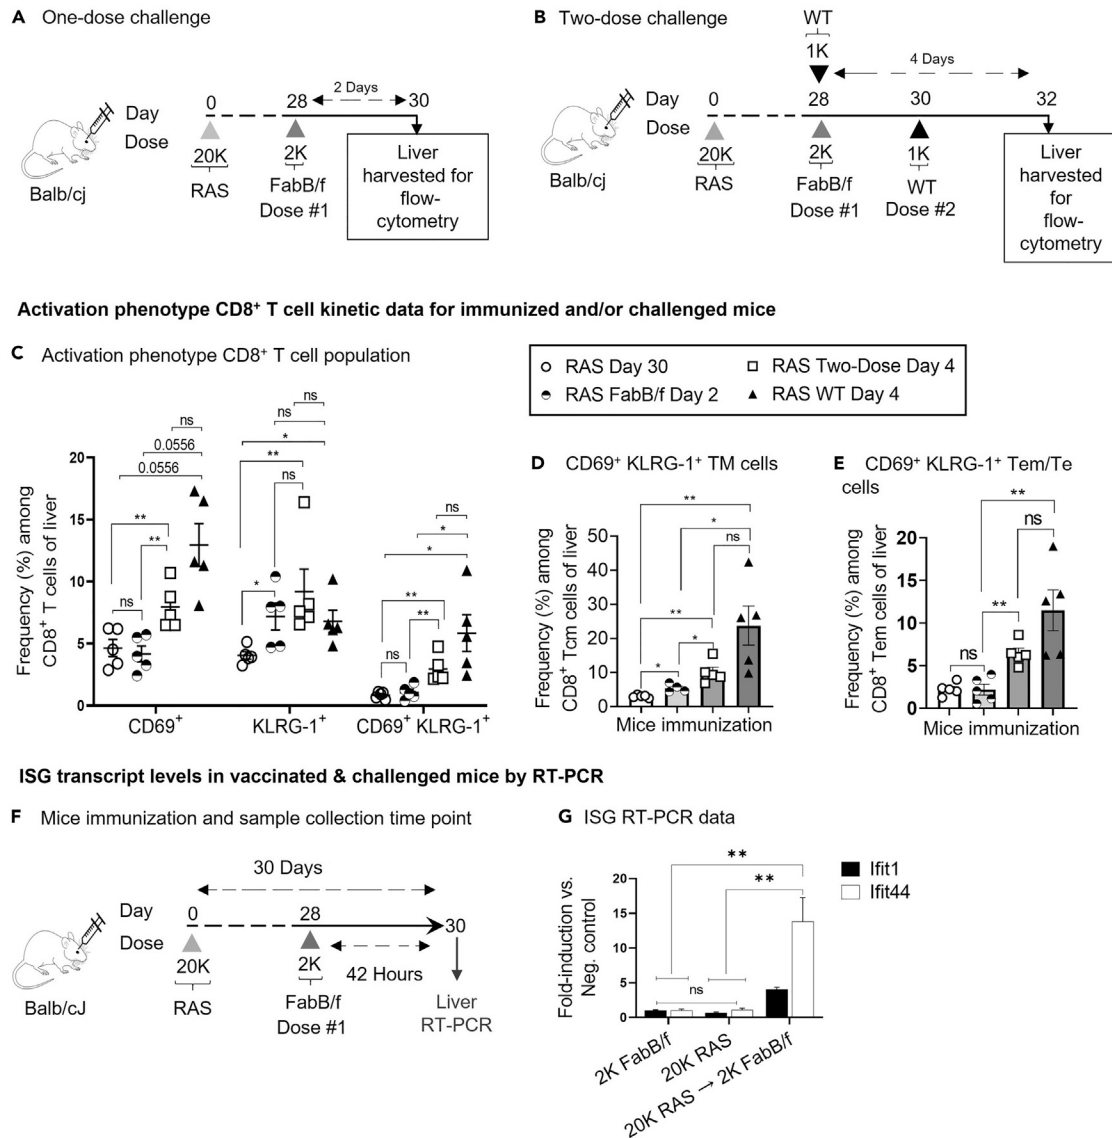 A One-dose challenge
2 Days
Day 0 28 30
Dose
20K 2K
RAS FabB/f
Dose #1
Balb/cj
Liver
harvested for
flow-
cytometry
B Two-dose challenge
WT
1K
4 Days
Day 0 28 30 32
Dose
20K 2K 1K
RAS FabB/f WT
Dose #1 Dose #2
Balb/cj
Liver
harvested
for
flow-
cytometry
Activation phenotype CD8⁺ T cell kinetic data for immunized and/or challenged mice
C Activation phenotype CD8⁺ T cell population
RAS Day 30
RAS FabB/f Day 2
RAS Two-Dose Day 4
RAS WT Day 4
Frequency (%) among
CD8⁺ T cells of liver
20
15
10
5
0
ns
0.0556
0.0556
**
**
ns
ns
ns
*
**
ns
*
ns
*
*
**
**
ns
CD69⁺ KLRG-1⁺ CD69⁺ KLRG-1⁺
D CD69⁺ KLRG-1⁺ TM cells
Frequency (%) among
CD8⁺ Tcm cells of liver
50
40
30
20
10
0
**
*
ns
**
*
*
Mice immunization
E CD69⁺ KLRG-1⁺ Tem/Te
cells
Frequency (%) among
CD8⁺ Tem cells of liver
20
15
10
5
0
**
ns
**
ns
Mice immunization
ISG transcript levels in vaccinated & challenged mice by RT-PCR
F Mice immunization and sample collection time point
30 Days
Day 0 28 30
Dose
20K 2K
42 Hours
RAS FabB/f
Dose #1
Balb/cJ
Liver
RT-PCR
G ISG RT-PCR data
Ifit1
Ifit44
Fold-induction vs.
Neg. control
20
15
10
5
0
**
**
ns
2K FabB/f
20K RAS
20K RAS → 2K FabB/f